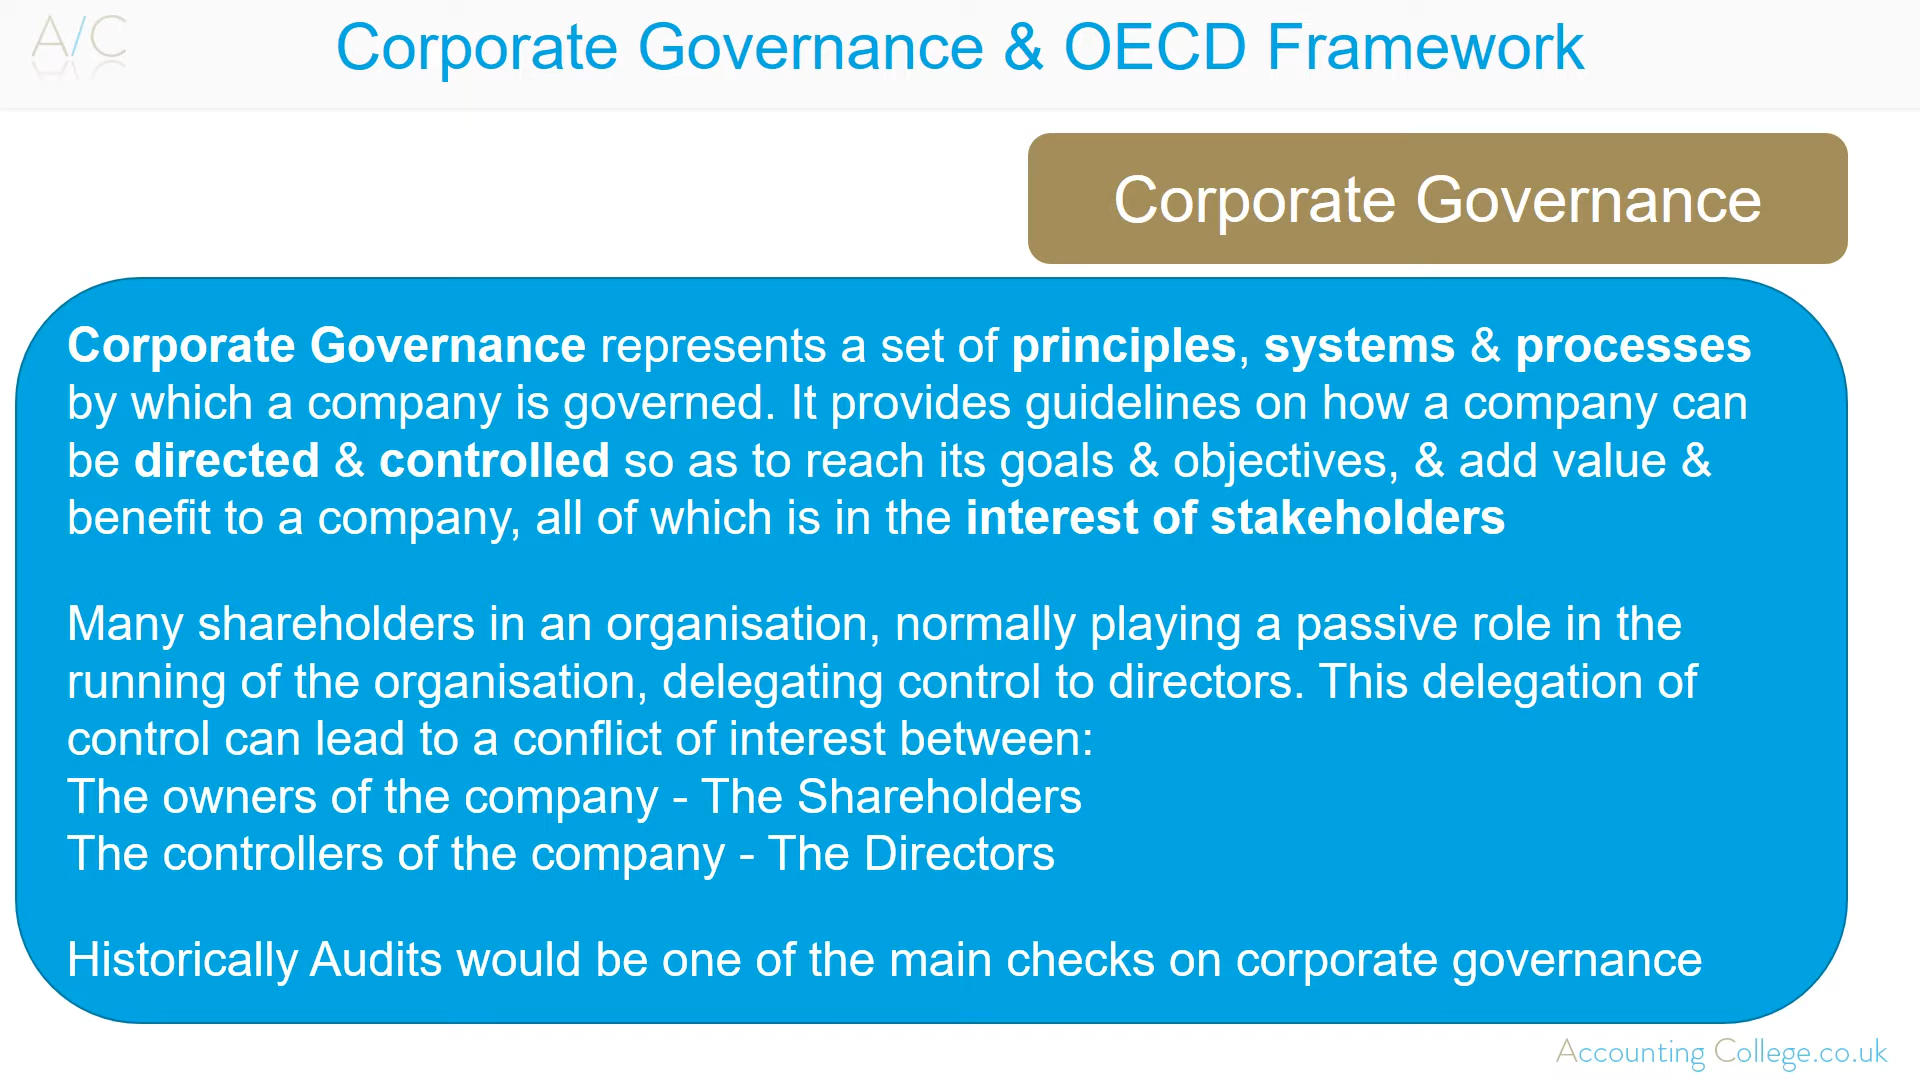 A/C
Corporate Governance & OECD Framework
Corporate Governance
Corporate Governance represents a set of principles, systems & processes
by which a company is governed. It provides guidelines on how a company can
be directed & controlled so as to reach its goals & objectives, & add value &
benefit to a company, all of which is in the interest of stakeholders
Many shareholders in an organisation, normally playing a passive role in the
running of the organisation, delegating control to directors. This delegation of
control can lead to a conflict of interest between:
The owners of the company - The Shareholders
The controllers of the company - The Directors
Historically Audits would be one of the main checks on corporate governance
Accounting College.co.uk